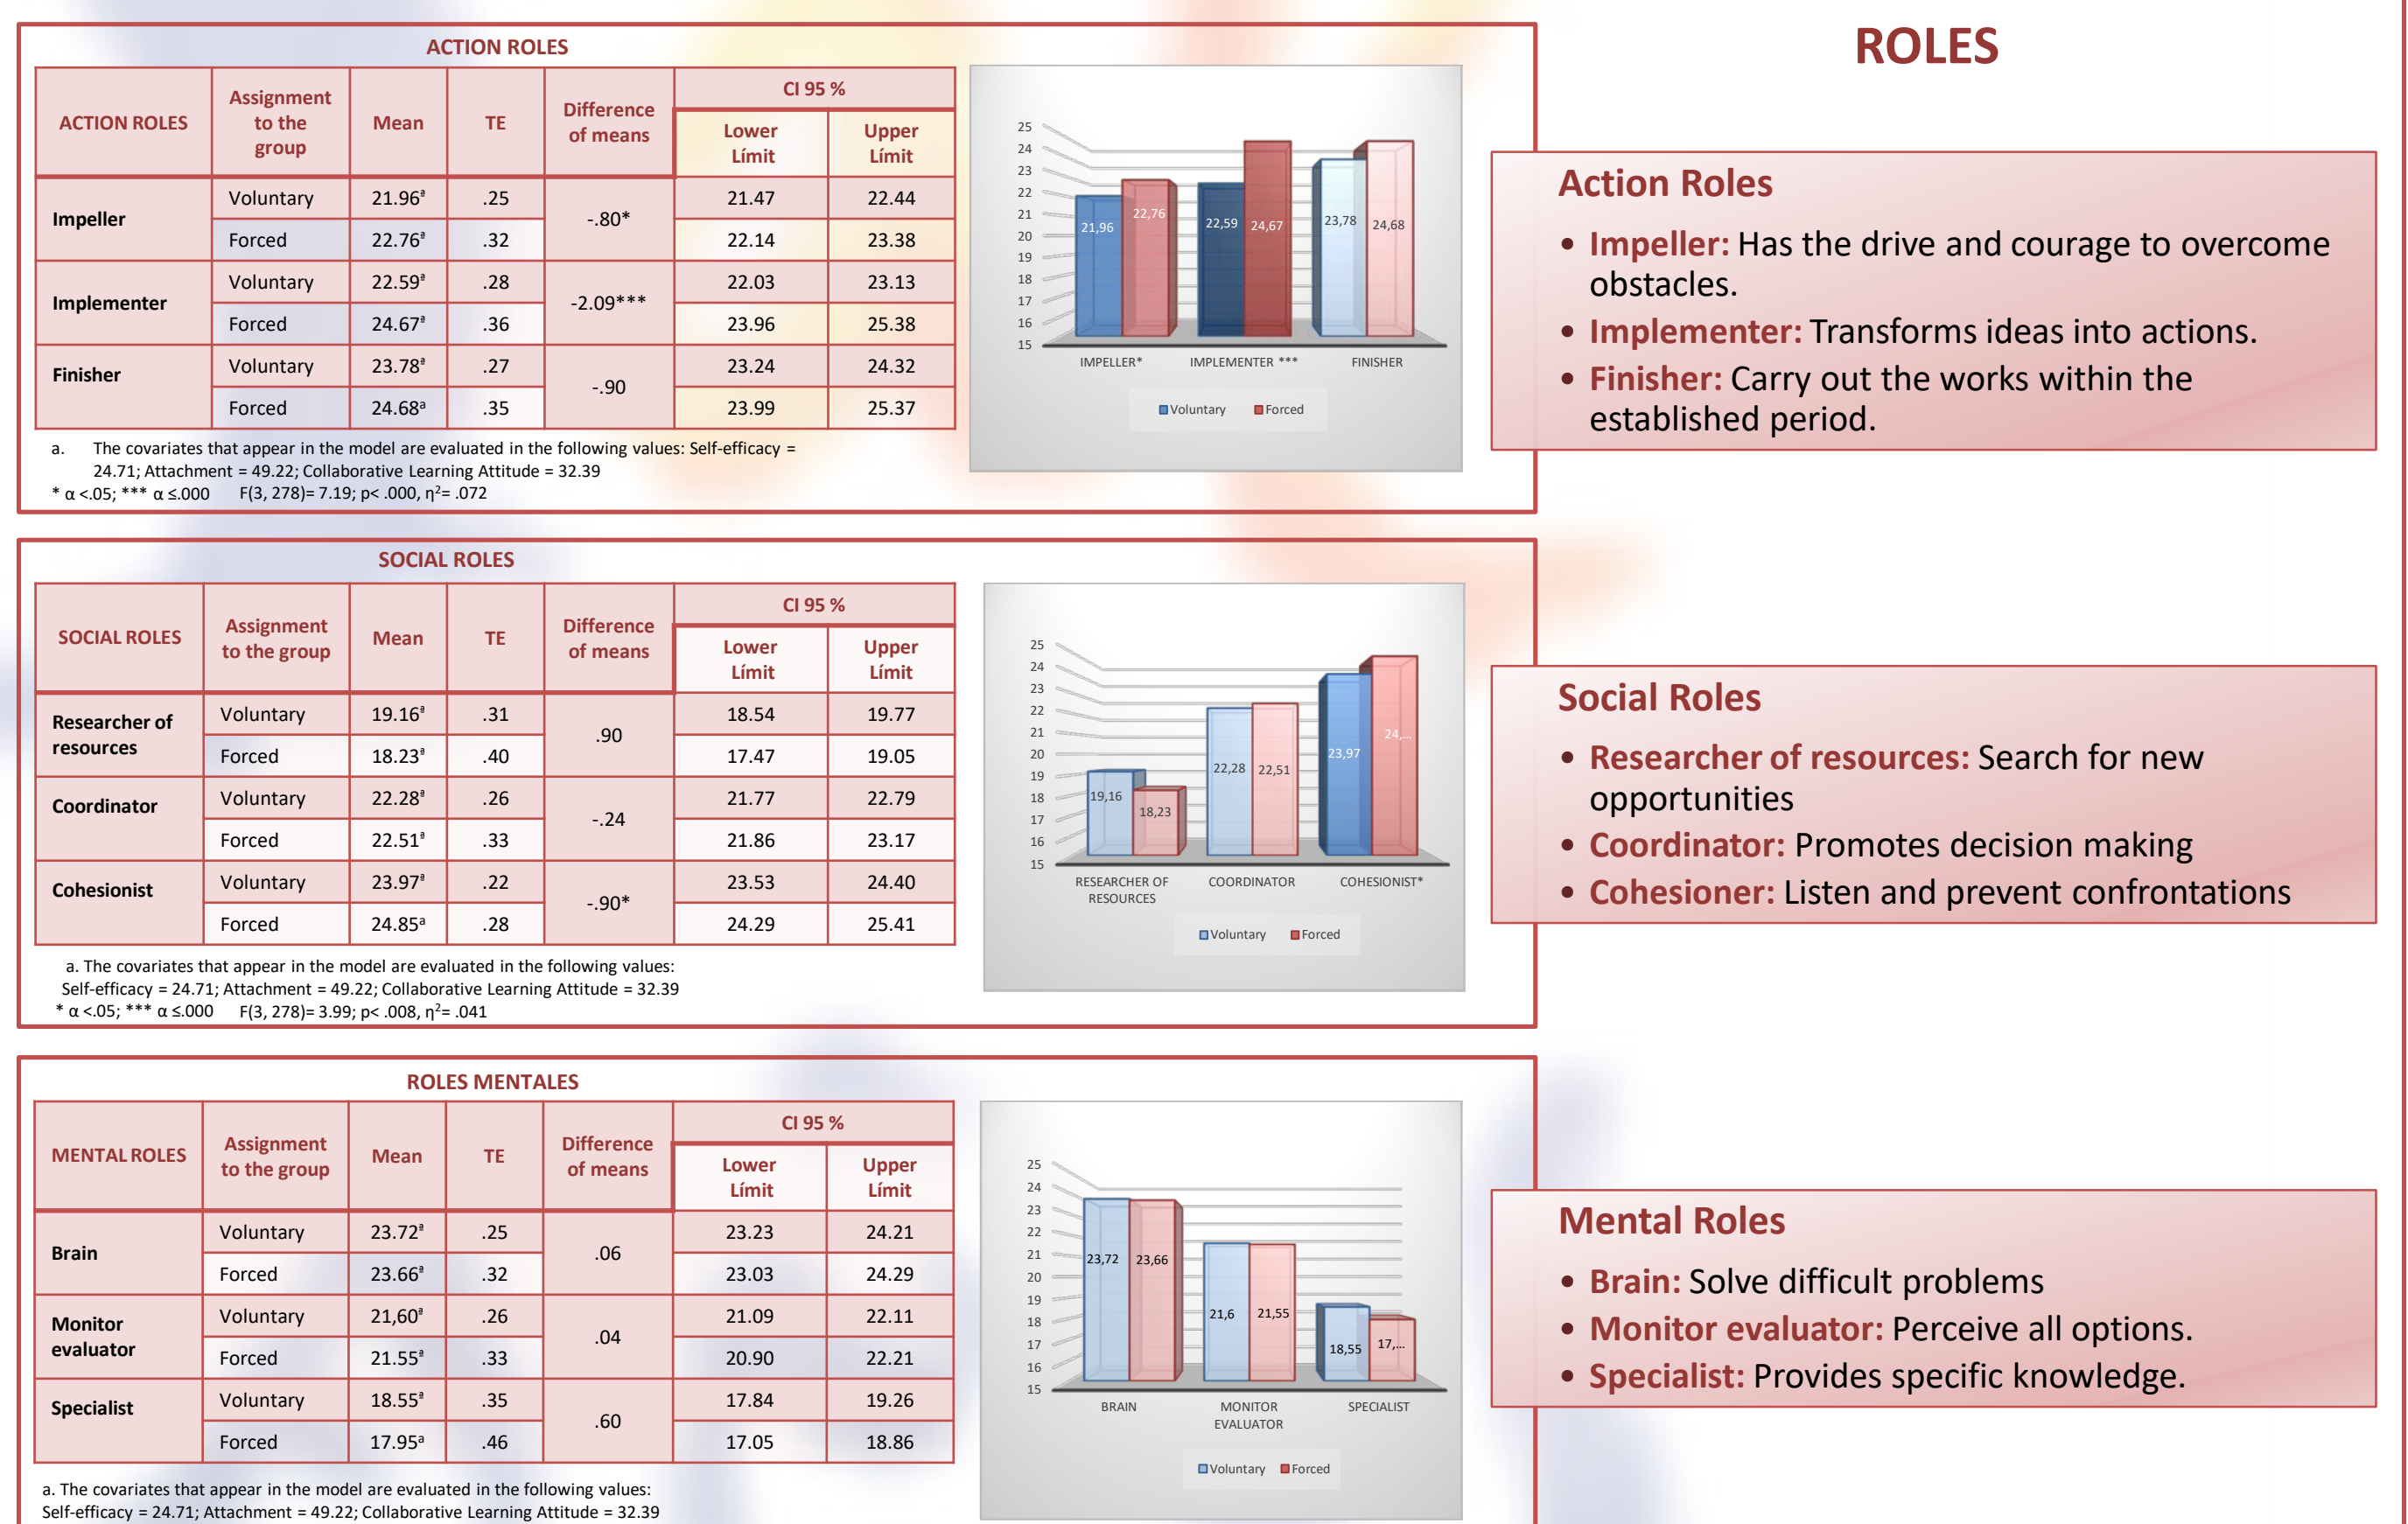 ROLES
ACTION ROLES
ACTION ROLES | Assignment to the group | Mean | TE | Difference of means | CI 95 %
Lower Límit | Upper Límit
Impeller | Voluntary | 21.96ª | .25 | -.80* | 21.47 | 22.44
Forced | 22.76ª | .32 | 22.14 | 23.38
Implementer | Voluntary | 22.59ª | .28 | -2.09*** | 22.03 | 23.13
Forced | 24.67ª | .36 | 23.96 | 25.38
Finisher | Voluntary | 23.78ª | .27 | -.90 | 23.24 | 24.32
Forced | 24.68ª | .35 | 23.99 | 25.37
a. The covariates that appear in the model are evaluated in the following values: Self-efficacy =
24.71; Attachment = 49.22; Collaborative Learning Attitude = 32.39
* α <.05; *** α ≤.000 F(3, 278)= 7.19; p< .000, η²= .072
25
24
23
22
21
20
19
18
17
16
15
21,96 22,76 22,59 24,67 23,78 24,68
IMPELLER* IMPLEMENTER *** FINISHER
Voluntary Forced
Action Roles
• Impeller: Has the drive and courage to overcome
obstacles.
• Implementer: Transforms ideas into actions.
• Finisher: Carry out the works within the
established period.
SOCIAL ROLES
SOCIAL ROLES | Assignment to the group | Mean | TE | Difference of means | CI 95 %
Lower Límit | Upper Límit
Researcher of resources | Voluntary | 19.16ª | .31 | .90 | 18.54 | 19.77
Forced | 18.23ª | .40 | 17.47 | 19.05
Coordinator | Voluntary | 22.28ª | .26 | -.24 | 21.77 | 22.79
Forced | 22.51ª | .33 | 21.86 | 23.17
Cohesionist | Voluntary | 23.97ª | .22 | -.90* | 23.53 | 24.40
Forced | 24.85ª | .28 | 24.29 | 25.41
a. The covariates that appear in the model are evaluated in the following values:
Self-efficacy = 24.71; Attachment = 49.22; Collaborative Learning Attitude = 32.39
* α <.05; *** α ≤.000 F(3, 278)= 3.99; p< .008, η²= .041
25
24
23
22
21
20
19
18
17
16
15
19,16 18,23 22,28 22,51 23,97 24,...
RESEARCHER OF RESOURCES COORDINATOR COHESIONIST*
Voluntary Forced
Social Roles
• Researcher of resources: Search for new
opportunities
• Coordinator: Promotes decision making
• Cohesioner: Listen and prevent confrontations
ROLES MENTALES
MENTAL ROLES | Assignment to the group | Mean | TE | Difference of means | CI 95 %
Lower Límit | Upper Límit
Brain | Voluntary | 23.72ª | .25 | .06 | 23.23 | 24.21
Forced | 23.66ª | .32 | 23.03 | 24.29
Monitor evaluator | Voluntary | 21,60ª | .26 | .04 | 21.09 | 22.11
Forced | 21.55ª | .33 | 20.90 | 22.21
Specialist | Voluntary | 18.55ª | .35 | .60 | 17.84 | 19.26
Forced | 17.95ª | .46 | 17.05 | 18.86
a. The covariates that appear in the model are evaluated in the following values:
Self-efficacy = 24.71; Attachment = 49.22; Collaborative Learning Attitude = 32.39
25
24
23
22
21
20
19
18
17
16
15
23,72 23,66 21,6 21,55 18,55 17,...
BRAIN MONITOR EVALUATOR SPECIALIST
Voluntary Forced
Mental Roles
• Brain: Solve difficult problems
• Monitor evaluator: Perceive all options.
• Specialist: Provides specific knowledge.